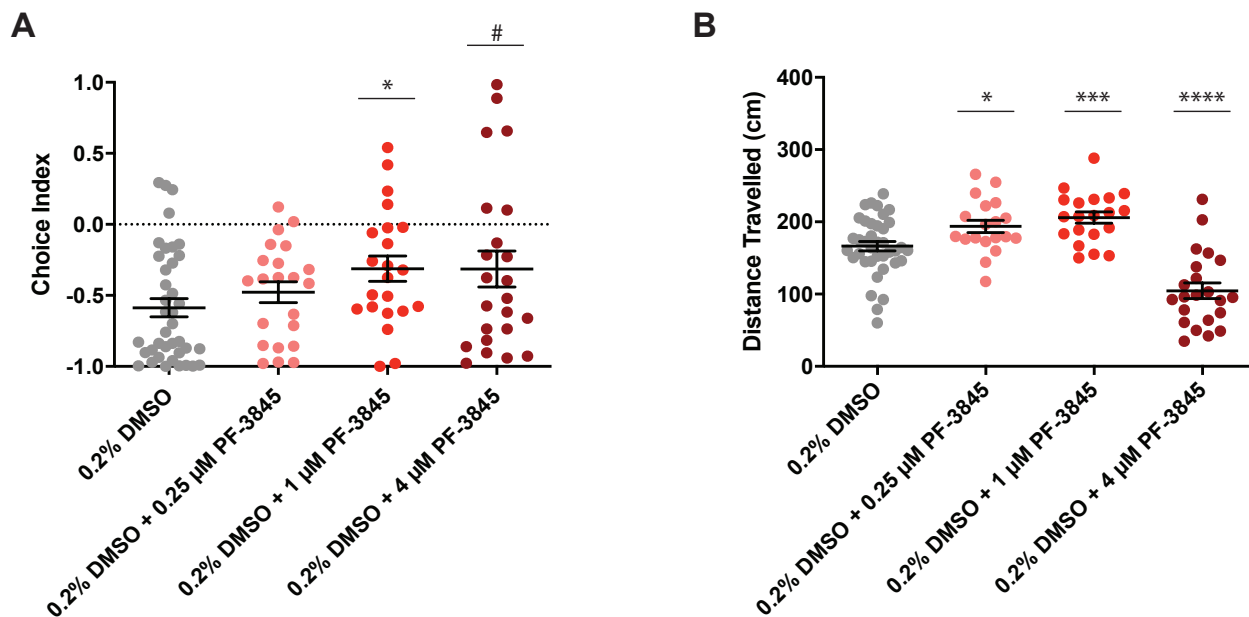 A
#
*
1.0
0.5
0.0
-0.5
-1.0
Choice Index
0.2% DMSO
0.2% DMSO + 0.25 µM PF-3845
0.2% DMSO + 1 µM PF-3845
0.2% DMSO + 4 µM PF-3845
B
*
***
****
400
300
200
100
0
Distance Travelled (cm)
0.2% DMSO
0.2% DMSO + 0.25 µM PF-3845
0.2% DMSO + 1 µM PF-3845
0.2% DMSO + 4 µM PF-3845